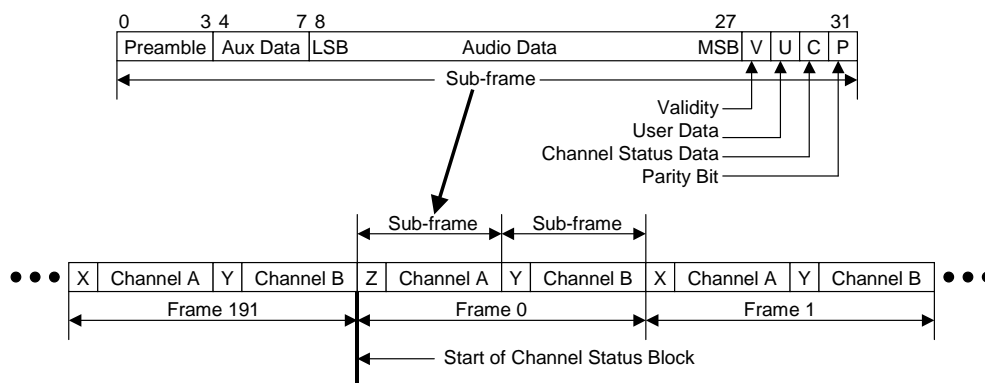 0 3 4 7 8 27 31
Preamble Aux Data LSB Audio Data MSB V U C P
Sub-frame
Validity
User Data
Channel Status Data
Parity Bit
Sub-frame Sub-frame
X Channel A Y Channel B Z Channel A Y Channel B X Channel A Y Channel B
Frame 191 Frame 0 Frame 1
Start of Channel Status Block